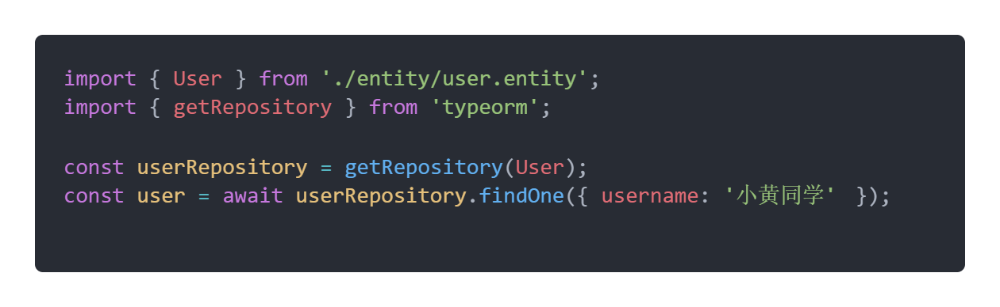 import { User } from './entity/user.entity';
import { getRepository } from 'typeorm';
const userRepository = getRepository(User);
const user = await userRepository.findOne({ username: '小黄同学' });